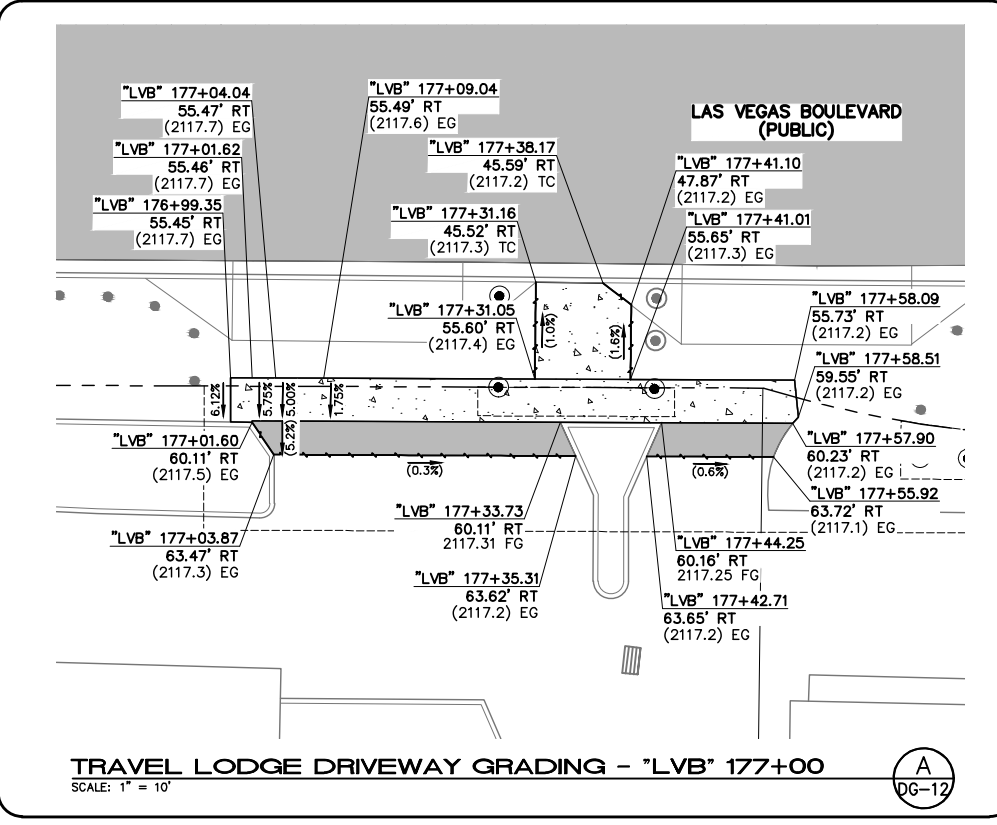 "LVB" 177+04.04
55.47' RT
(2117.7) EG
"LVB" 177+01.62
55.46' RT
(2117.7) EG
"LVB" 176+99.35
55.45' RT
(2117.7) EG
"LVB" 177+09.04
55.49' RT
(2117.6) EG
"LVB" 177+38.17
45.59' RT
(2117.2) TC
"LVB" 177+31.16
45.52' RT
(2117.3) TC
LAS VEGAS BOULEVARD
(PUBLIC)
"LVB" 177+41.10
47.87' RT
(2117.2) EG
"LVB" 177+41.01
55.65' RT
(2117.3) EG
"LVB" 177+31.05
55.60' RT
(2117.4) EG
(1.0%)
(1.6%)
"LVB" 177+58.09
55.73' RT
(2117.2) EG
"LVB" 177+58.51
59.55' RT
(2117.2) EG
6.12%
5.75%
5.00%
(5.2%)
1.75%
"LVB" 177+01.60
60.11' RT
(2117.5) EG
(0.3%)
(0.6%)
"LVB" 177+57.90
60.23' RT
(2117.2) EG
"LVB" 177+55.92
63.72' RT
(2117.1) EG
"LVB" 177+03.87
63.47' RT
(2117.3) EG
"LVB" 177+33.73
60.11' RT
2117.31 FG
"LVB" 177+44.25
60.16' RT
2117.25 FG
"LVB" 177+35.31
63.62' RT
(2117.2) EG
"LVB" 177+42.71
63.65' RT
(2117.2) EG
TRAVEL LODGE DRIVEWAY GRADING - "LVB" 177+00
SCALE: 1" = 10'
A
DG-12